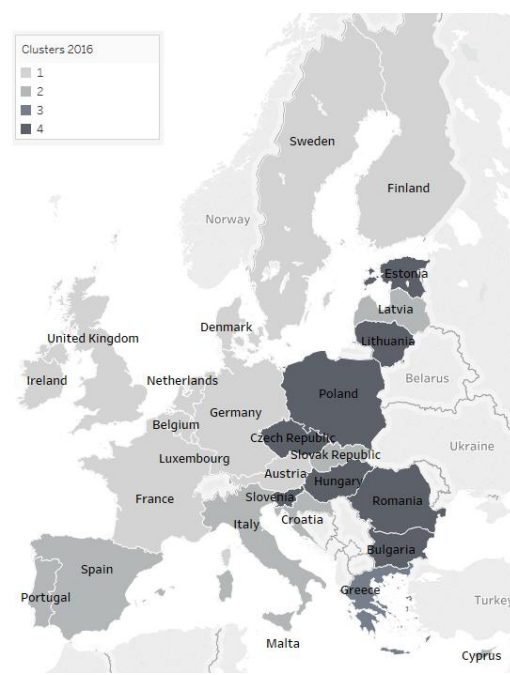 Clusters 2016
1
2
3
4
Sweden
Finland
Norway
Estonia
Latvia
Denmark
Lithuania
United Kingdom
Ireland
Netherlands
Belarus
Germany
Poland
Belgium
Czech Republic
Ukraine
Slovak Republic
Luxembourg
Austria
Hungary
France
Slovenia
Romania
Croatia
Italy
Bulgaria
Spain
Greece
Portugal
Turkey
Malta
Cyprus